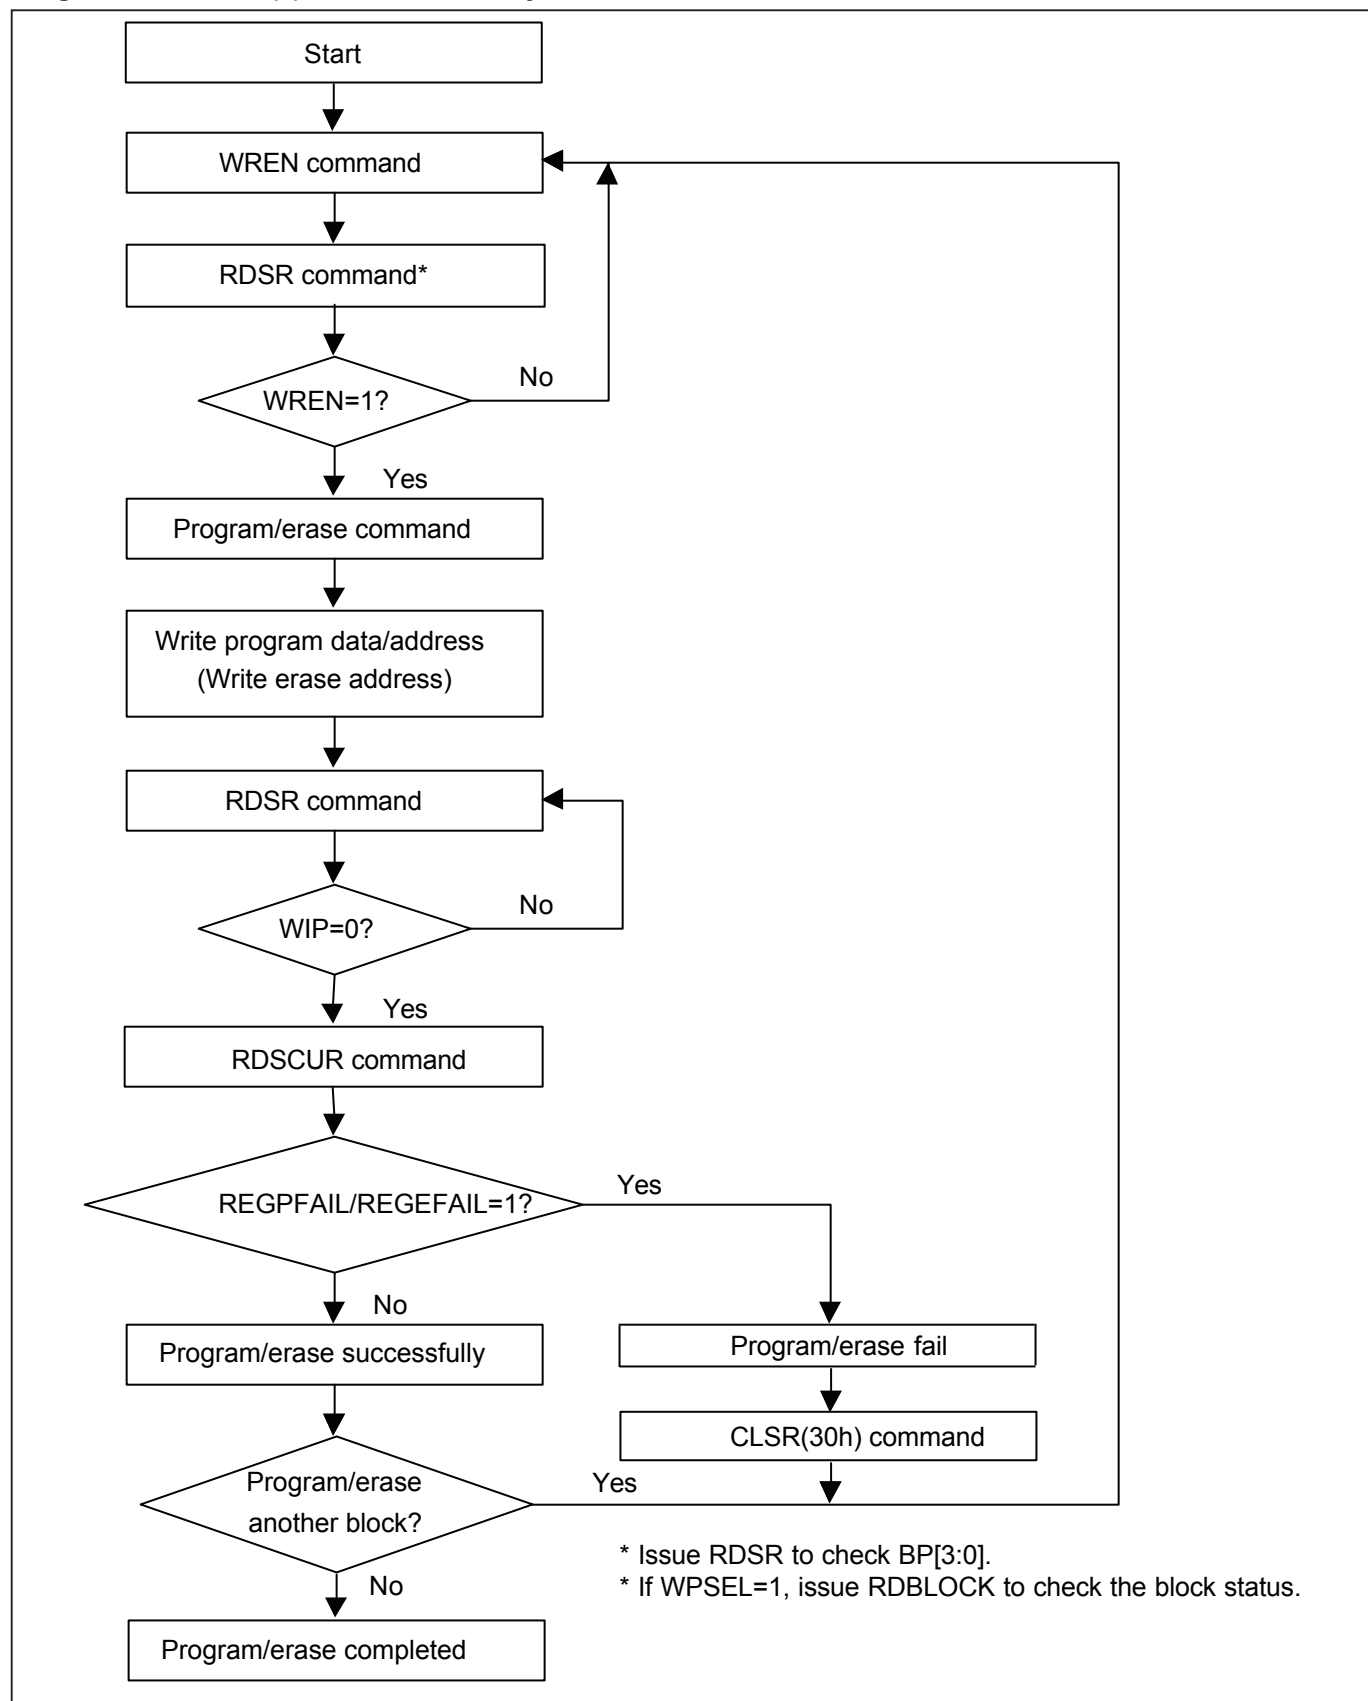 Start
WREN command
RDSR command*
WREN=1?
No
Yes
Program/erase command
Write program data/address
(Write erase address)
RDSR command
WIP=0?
No
Yes
RDSCUR command
REGPFAIL/REGEFAIL=1?
Yes
No
Program/erase successfully
Program/erase fail
CLSR(30h) command
Program/erase
another block?
Yes
No
* Issue RDSR to check BP[3:0].
* If WPSEL=1, issue RDBLOCK to check the block status.
Program/erase completed